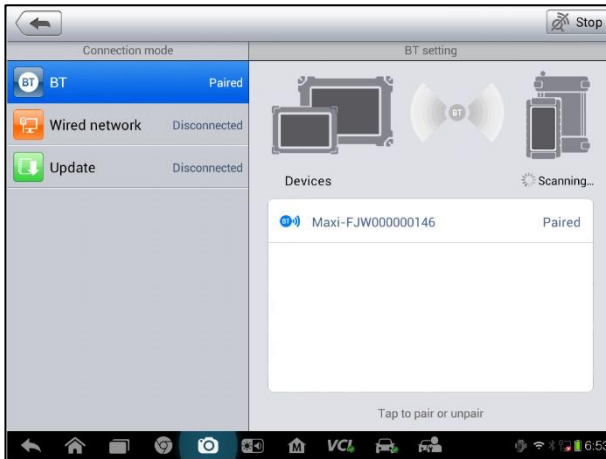 Stop
Connection mode
BT setting
BT BT Paired
Wired network Disconnected
Update Disconnected
BT
Devices
Scanning...
BT Maxi-FJW000000146 Paired
Tap to pair or unpair
M VCI 6:53